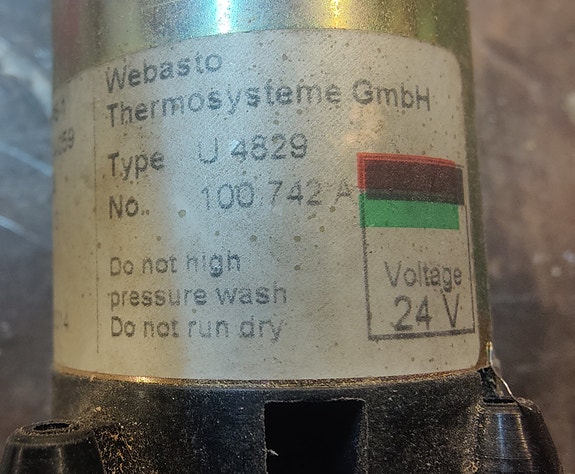 Webasto
Thermosysteme GmbH
Type U 4829
No.. 100 742 A
Do not high
pressure wash
Do not run dry
Voltage
24 V